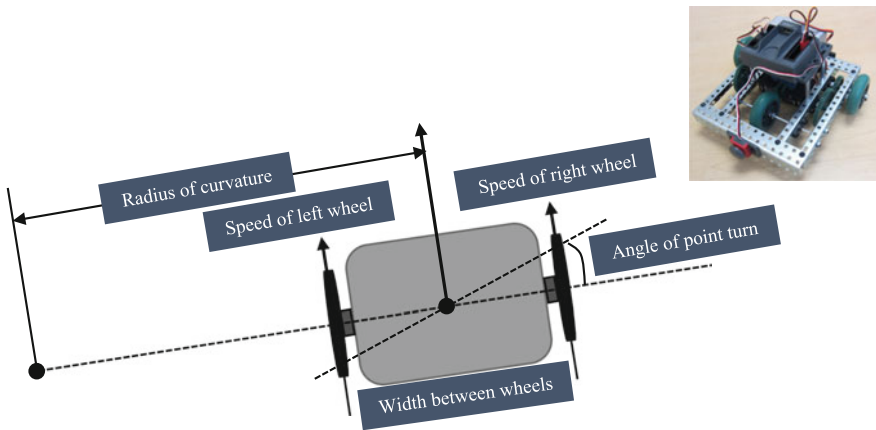 Radius of curvature
Speed of left wheel
Speed of right wheel
Angle of point turn
Width between wheels